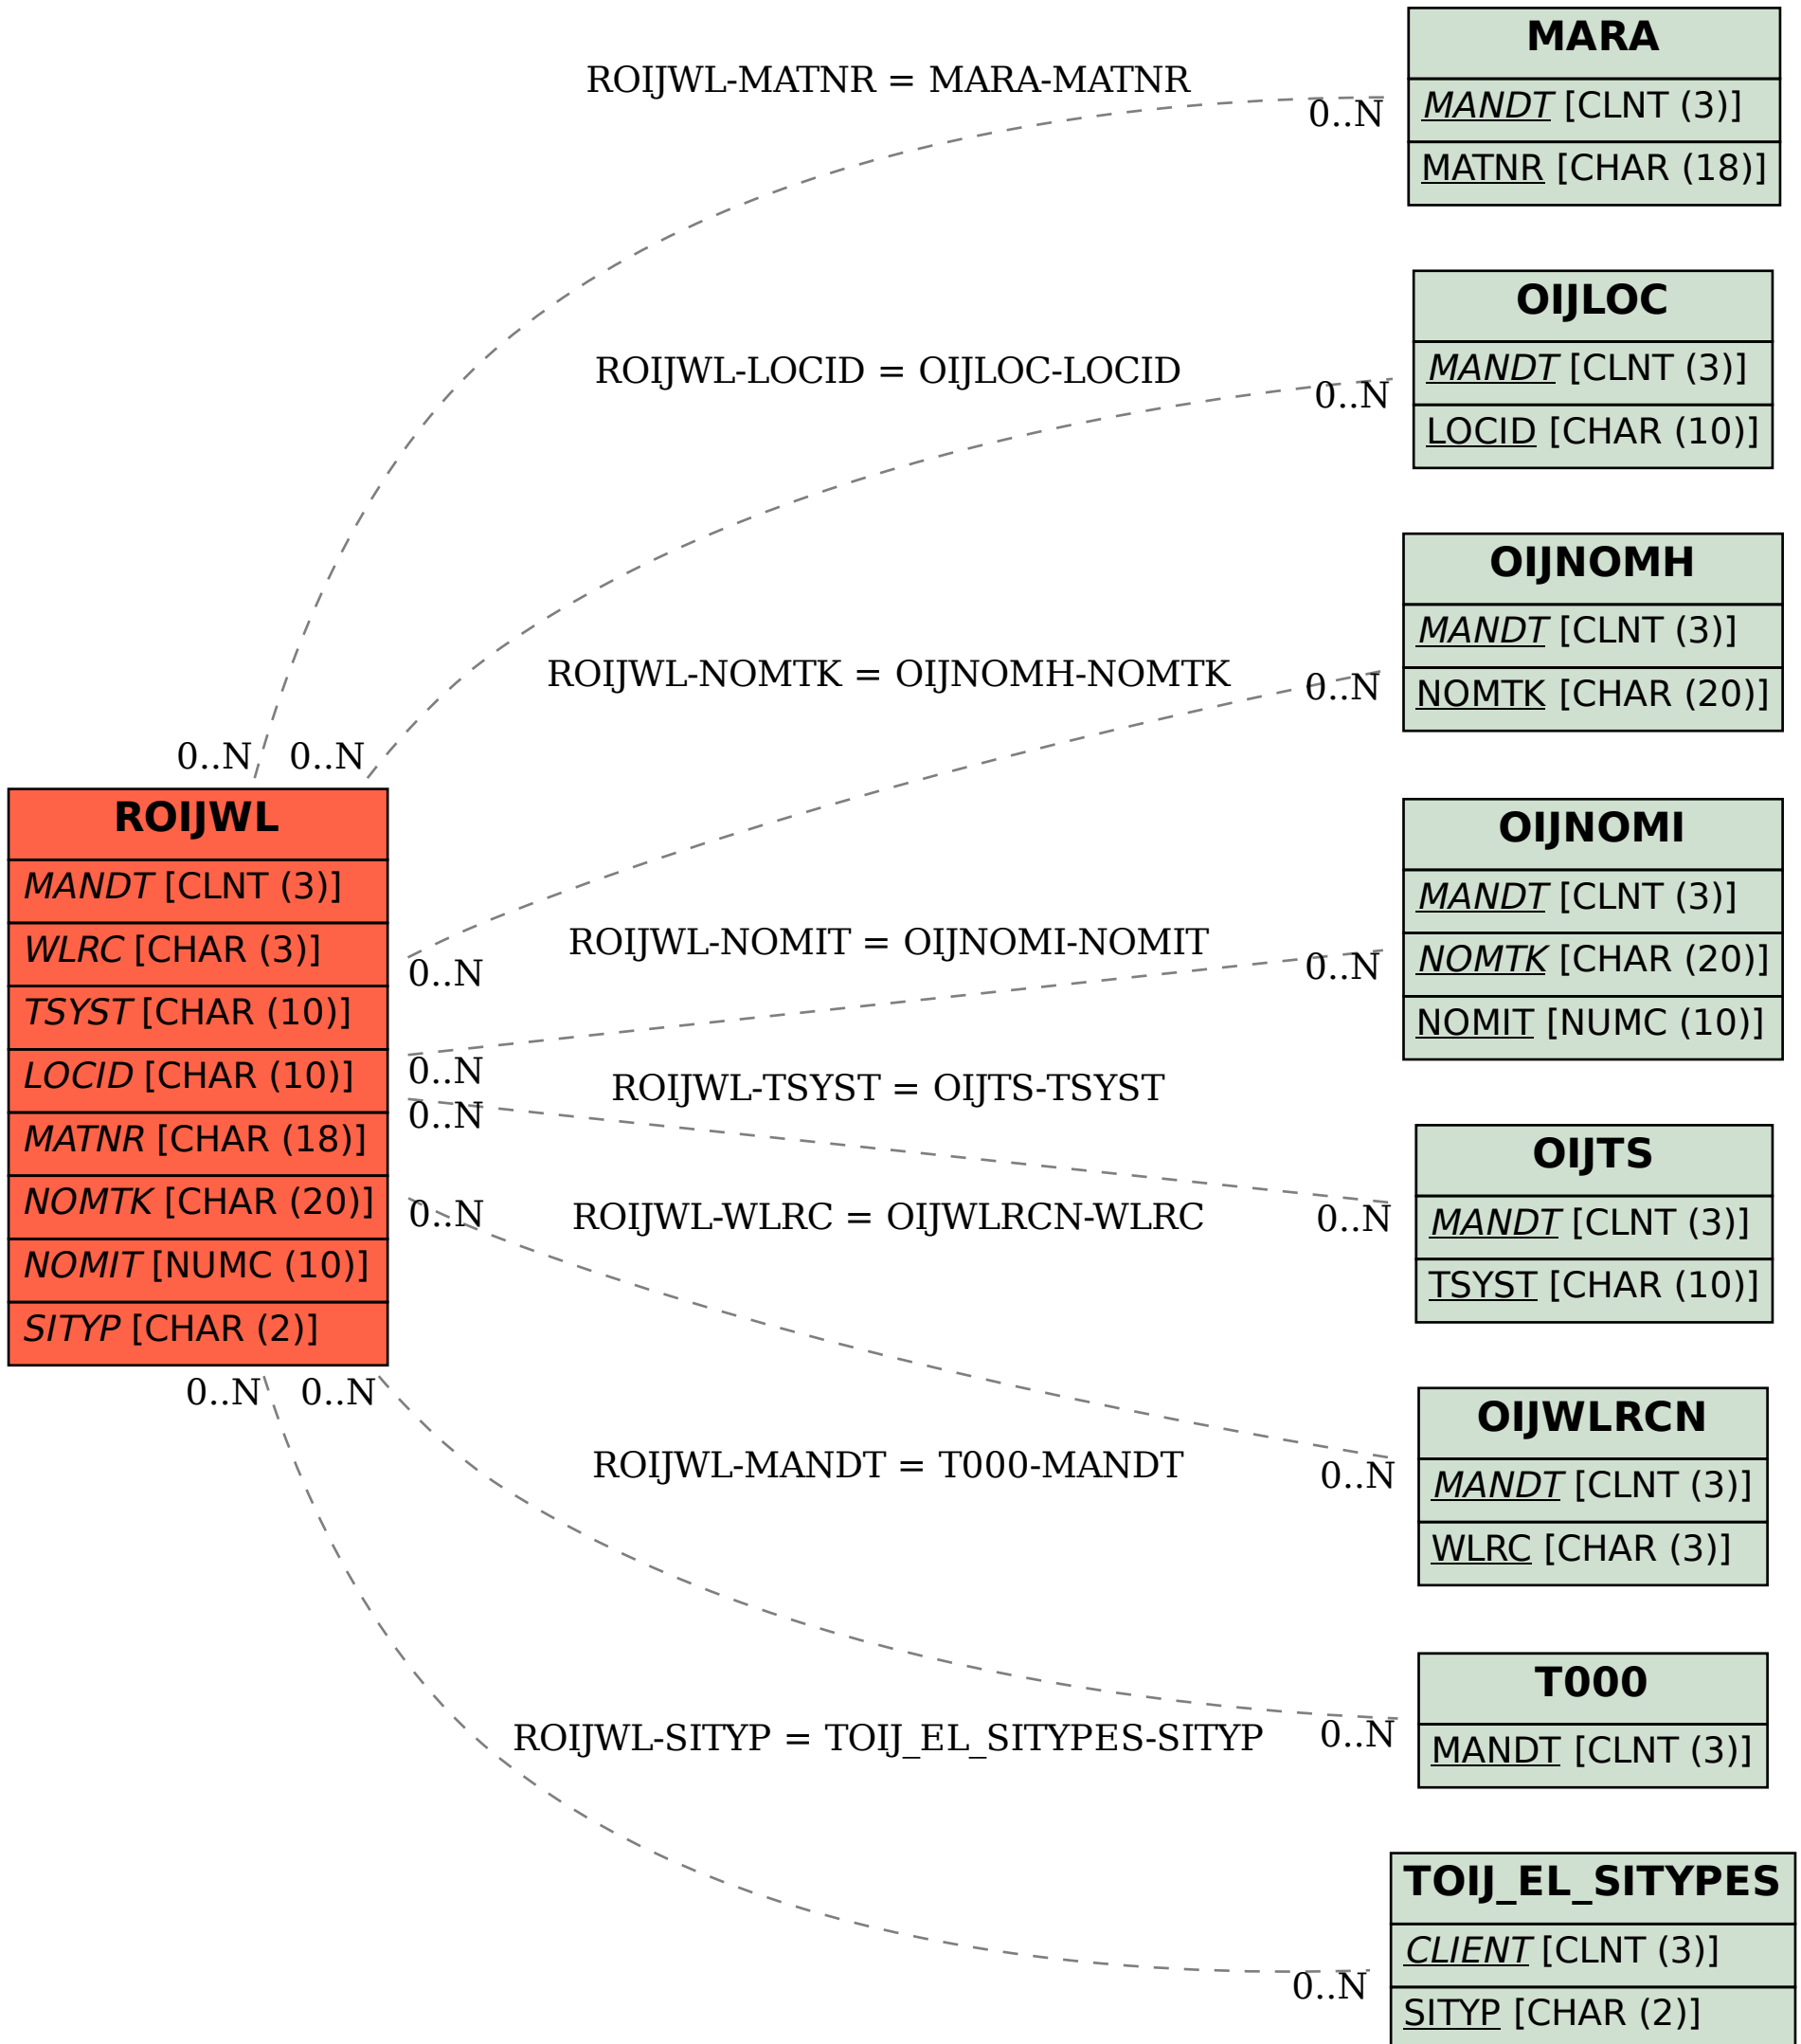 MARA
MANDT [CLNT (3)]
MATNR [CHAR (18)]
ROIJWL-MATNR = MARA-MATNR
0..N
OIJLOC
MANDT [CLNT (3)]
LOCID [CHAR (10)]
ROIJWL-LOCID = OIJLOC-LOCID
0..N
OIJNOMH
MANDT [CLNT (3)]
NOMTK [CHAR (20)]
ROIJWL-NOMTK = OIJNOMH-NOMTK
0..N
0..N 0..N
ROIJWL
MANDT [CLNT (3)]
WLRC [CHAR (3)]
TSYST [CHAR (10)]
LOCID [CHAR (10)]
MATNR [CHAR (18)]
NOMTK [CHAR (20)]
NOMIT [NUMC (10)]
SITYP [CHAR (2)]
OIJNOMI
MANDT [CLNT (3)]
NOMTK [CHAR (20)]
NOMIT [NUMC (10)]
ROIJWL-NOMIT = OIJNOMI-NOMIT
0..N
0..N
0..N
ROIJWL-TSYST = OIJTS-TSYST
0..N
OIJTS
MANDT [CLNT (3)]
TSYST [CHAR (10)]
0..N
ROIJWL-WLRC = OIJWLRCN-WLRC
0..N
0..N 0..N
OIJWLRCN
MANDT [CLNT (3)]
WLRC [CHAR (3)]
ROIJWL-MANDT = T000-MANDT
0..N
T000
MANDT [CLNT (3)]
ROIJWL-SITYP = TOIJ_EL_SITYPES-SITYP
0..N
TOIJ_EL_SITYPES
CLIENT [CLNT (3)]
SITYP [CHAR (2)]
0..N